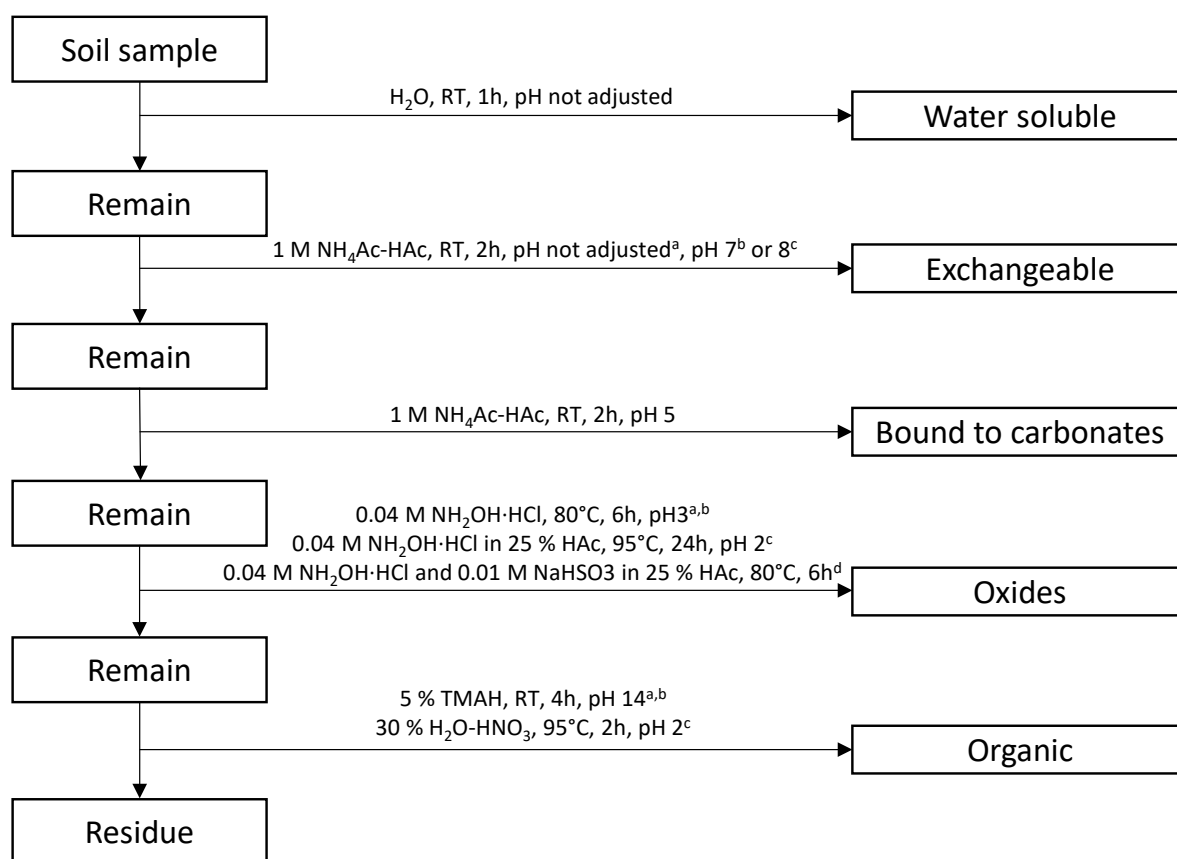 Soil sample
H₂O, RT, 1h, pH not adjusted
Water soluble
Remain
1 M NH₄Ac-HAc, RT, 2h, pH not adjustedᵃ, pH 7ᵇ or 8ᶜ
Exchangeable
Remain
1 M NH₄Ac-HAc, RT, 2h, pH 5
Bound to carbonates
Remain
0.04 M NH₂OH·HCl, 80°C, 6h, pH3ᵃ,ᵇ
0.04 M NH₂OH·HCl in 25 % HAc, 95°C, 24h, pH 2ᶜ
0.04 M NH₂OH·HCl and 0.01 M NaHSO3 in 25 % HAc, 80°C, 6hᵈ
Oxides
Remain
5 % TMAH, RT, 4h, pH 14ᵃ,ᵇ
30 % H₂O-HNO₃, 95°C, 2h, pH 2ᶜ
Organic
Residue